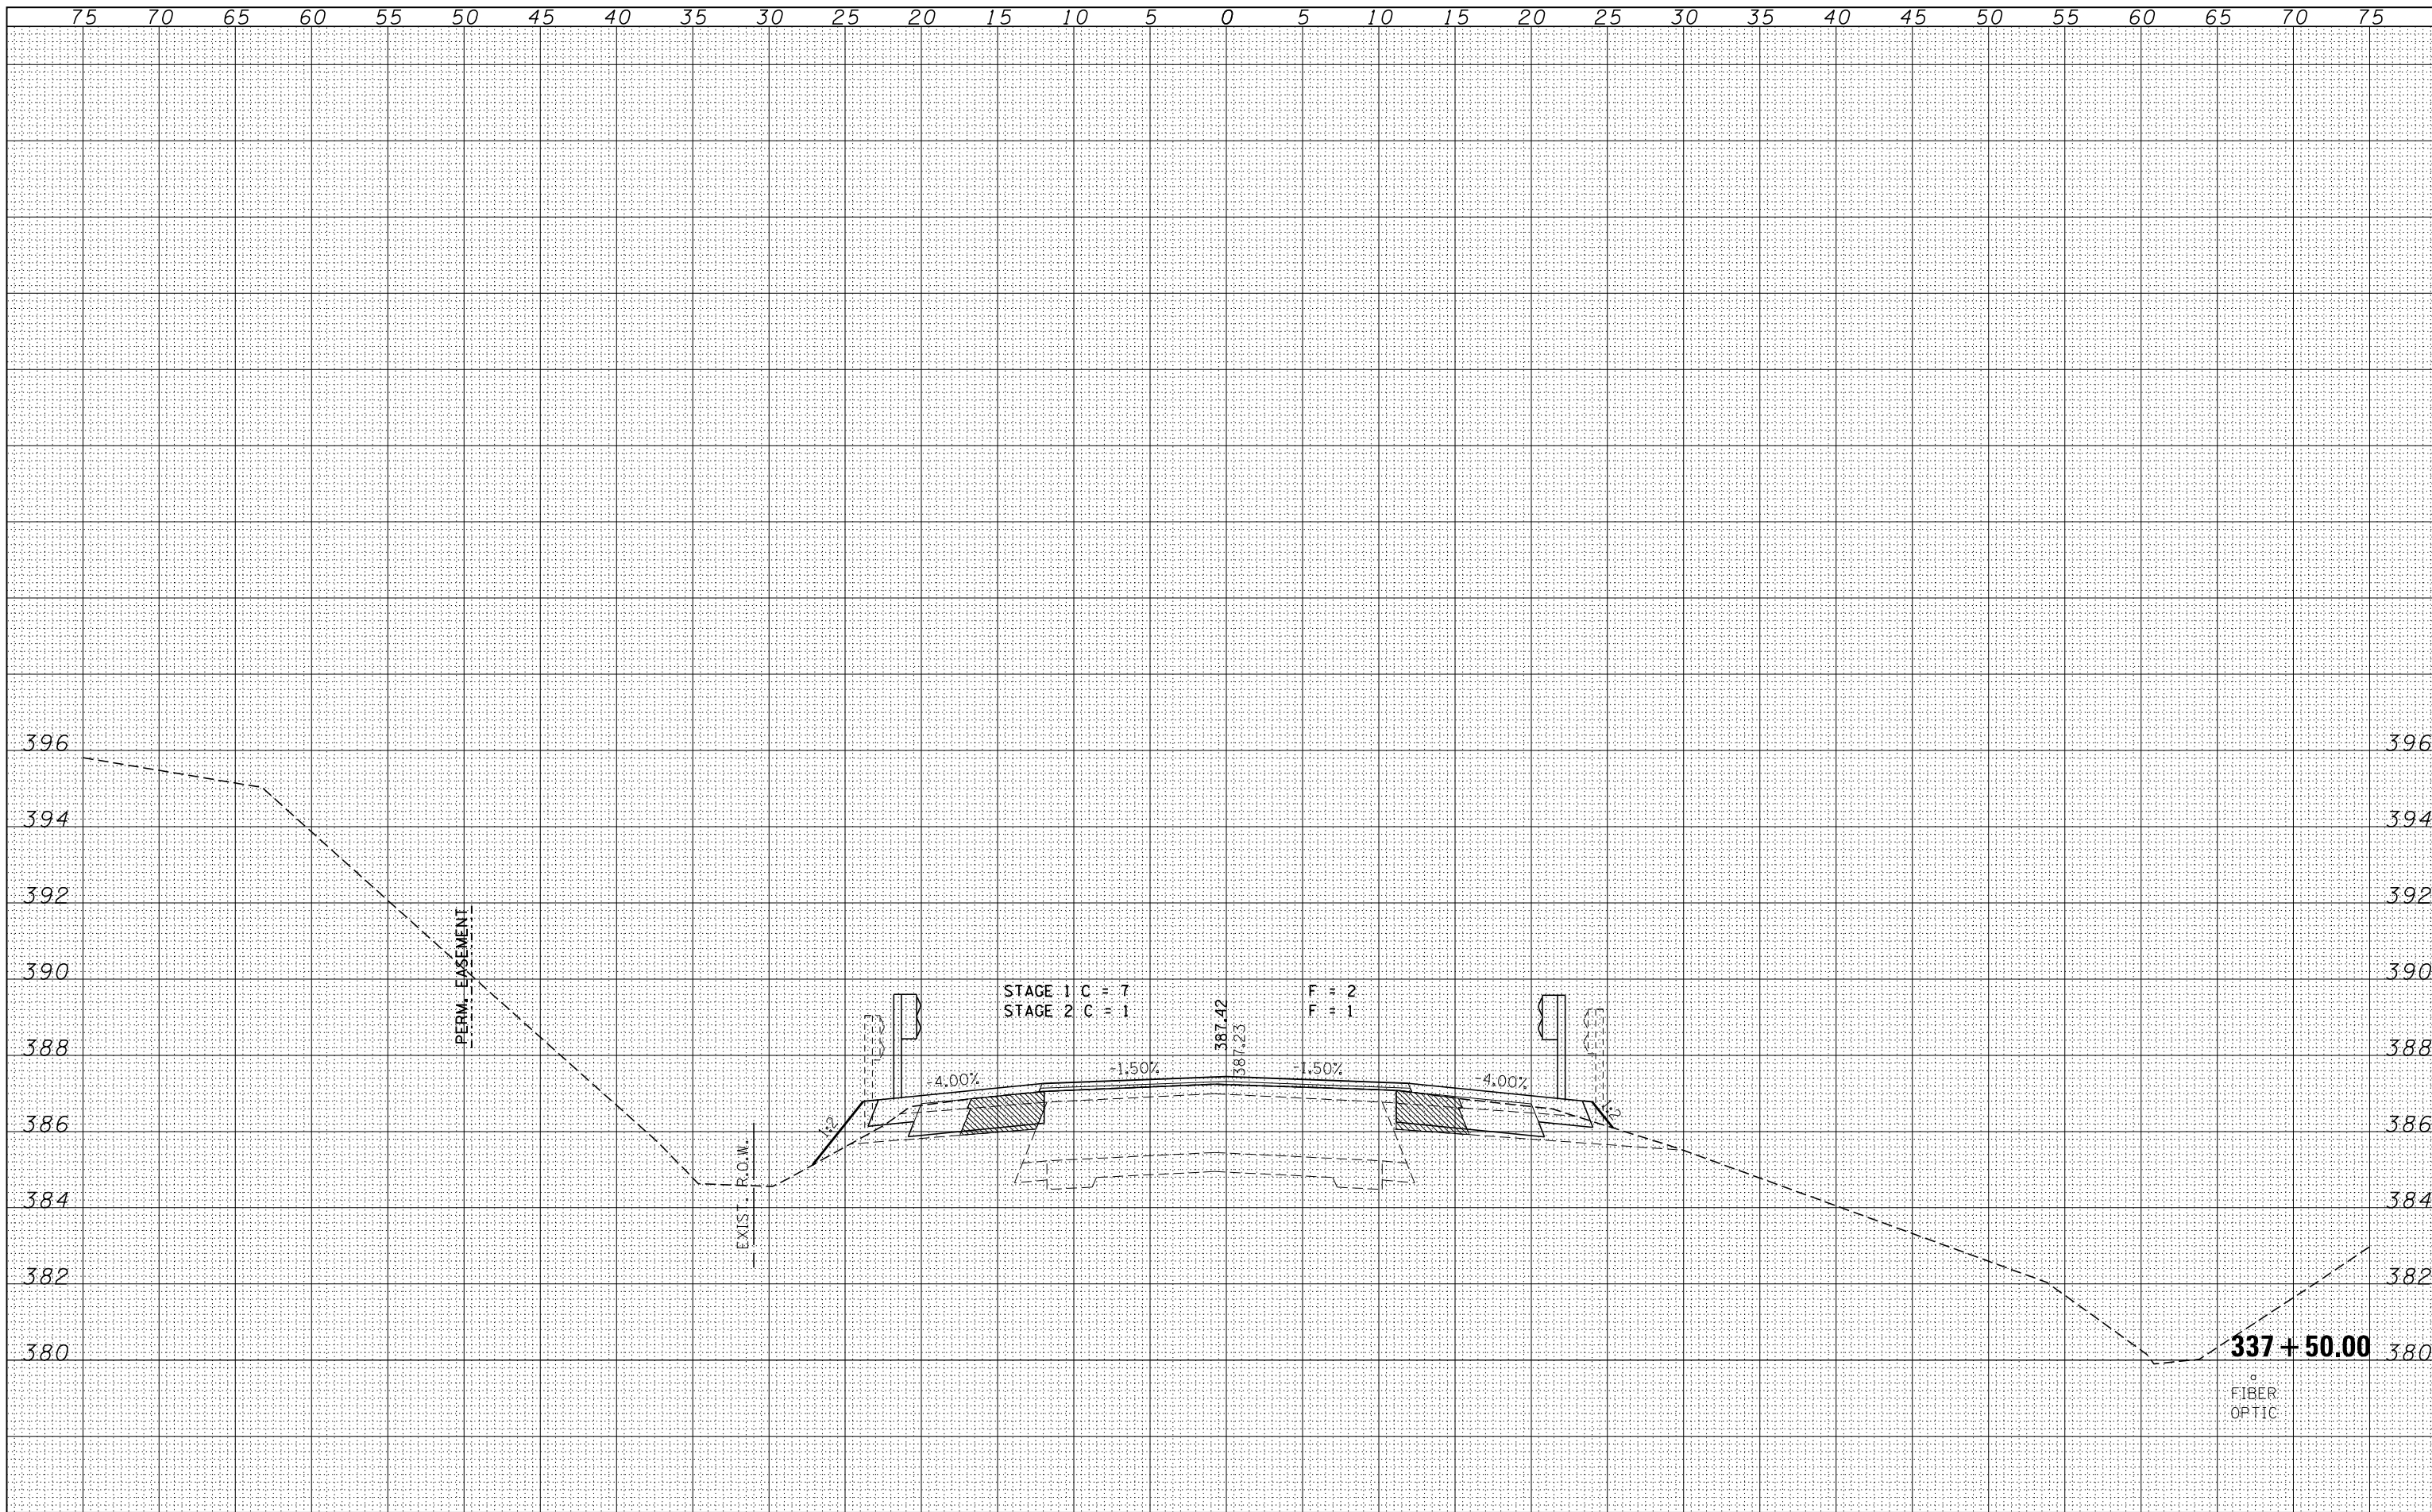 75 70 65 60 55 50 45 40 35 30 25 20 15 10 5 0 5 10 15 20 25 30 35 40 45 50 55 60 65 70 75
396 396
394 394
392 392
PERM. EASEMENT
390 390
STAGE 1 C = 7 F = 2
STAGE 2 C = 1 F = 1
387.42
387.23
388 388
-4.00% -1.50% -1.50% -4.00%
1:2 1:2
386 386
EXIST. R.O.W.
384 384
382 382
337+50.00
380 380
FIBER
OPTIC